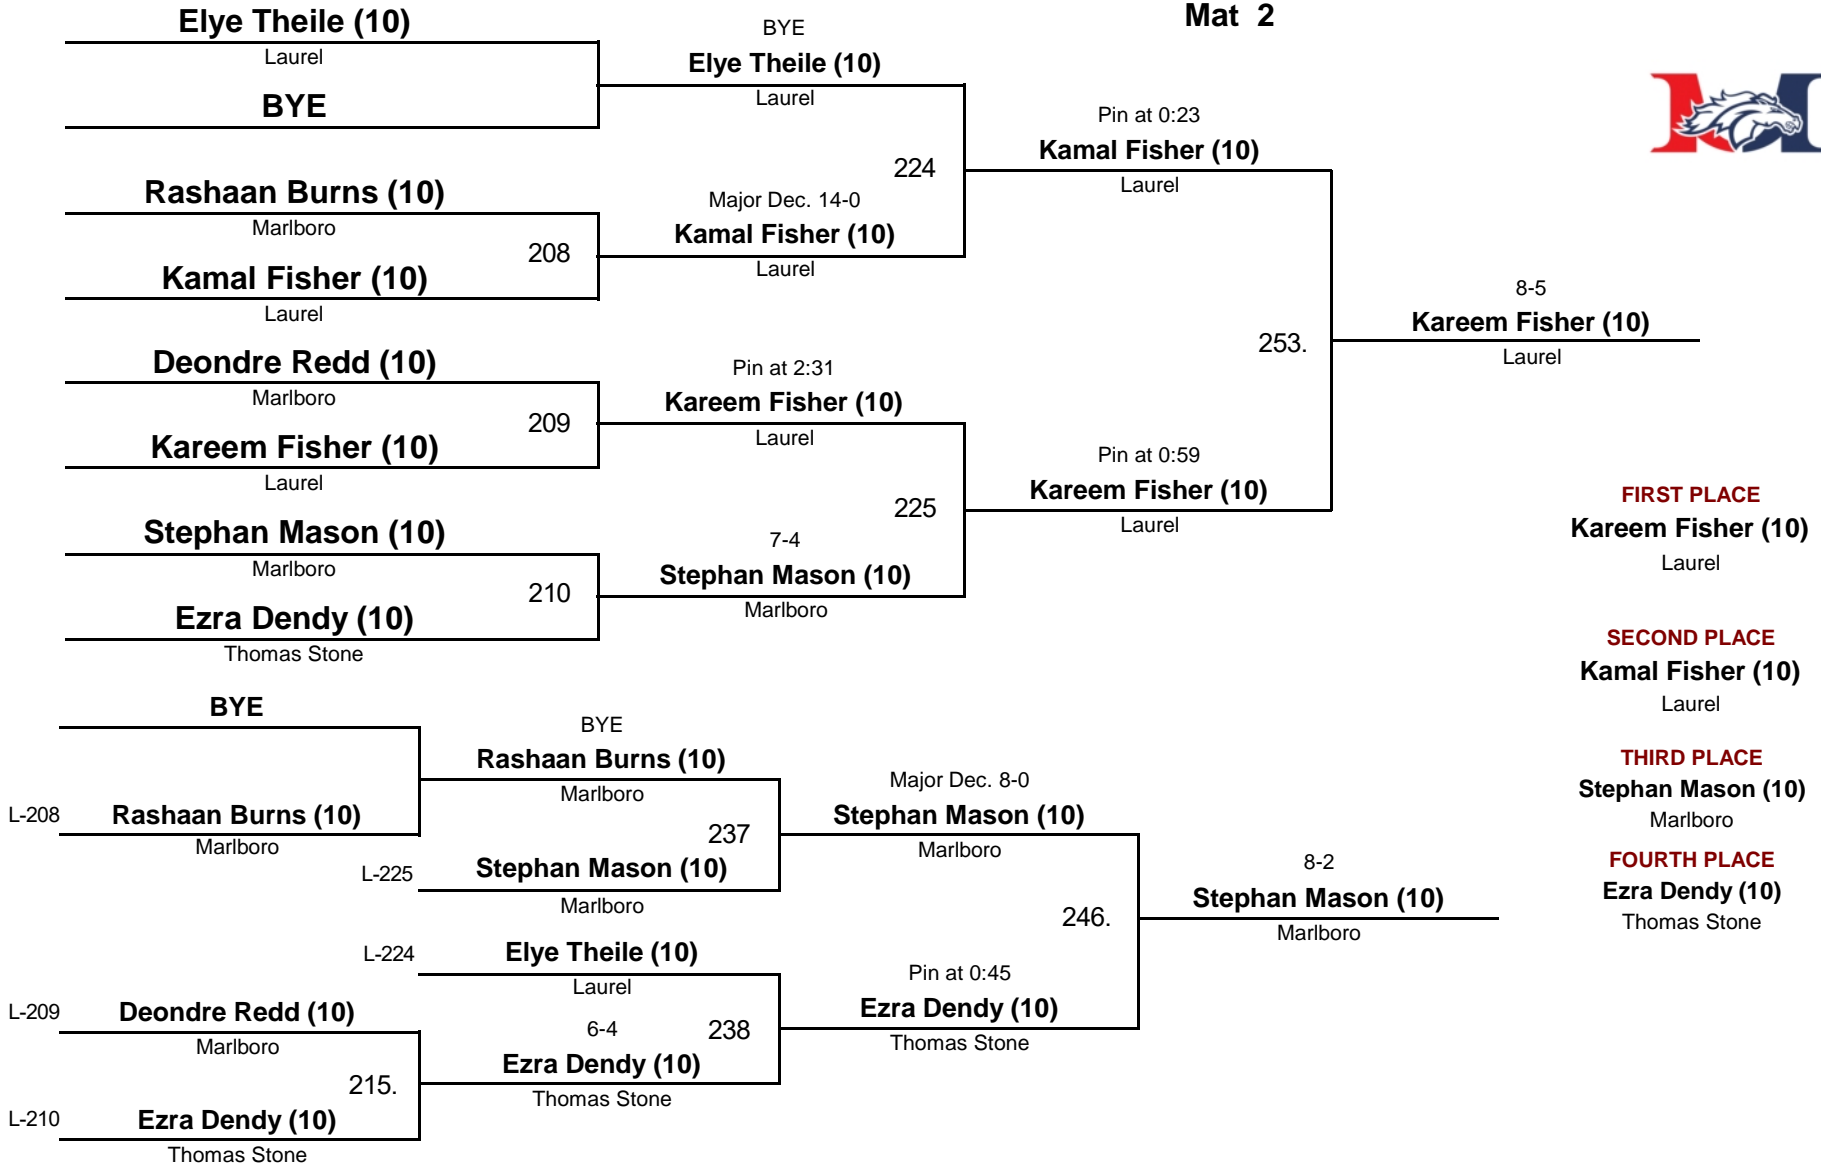 Mat 2
Elye Theile (10)
Laurel
BYE
Rashaan Burns (10)
Marlboro
208
Kamal Fisher (10)
Laurel
Deondre Redd (10)
Marlboro
209
Kareem Fisher (10)
Laurel
Stephan Mason (10)
Marlboro
210
Ezra Dendy (10)
Thomas Stone
BYE
Elye Theile (10)
Laurel
224
Major Dec. 14-0
Kamal Fisher (10)
Laurel
Pin at 2:31
Kareem Fisher (10)
Laurel
225
7-4
Stephan Mason (10)
Marlboro
Pin at 0:23
Kamal Fisher (10)
Laurel
253.
Pin at 0:59
Kareem Fisher (10)
Laurel
8-5
Kareem Fisher (10)
Laurel
M
FIRST PLACE
Kareem Fisher (10)
Laurel
SECOND PLACE
Kamal Fisher (10)
Laurel
THIRD PLACE
Stephan Mason (10)
Marlboro
FOURTH PLACE
Ezra Dendy (10)
Thomas Stone
BYE
L-208 Rashaan Burns (10)
Marlboro
BYE
Rashaan Burns (10)
Marlboro
237
L-225 Stephan Mason (10)
Marlboro
L-224 Elye Theile (10)
Laurel
L-209 Deondre Redd (10)
Marlboro
215.
L-210 Ezra Dendy (10)
Thomas Stone
6-4
238
Ezra Dendy (10)
Thomas Stone
Major Dec. 8-0
Stephan Mason (10)
Marlboro
246.
Pin at 0:45
Ezra Dendy (10)
Thomas Stone
8-2
Stephan Mason (10)
Marlboro